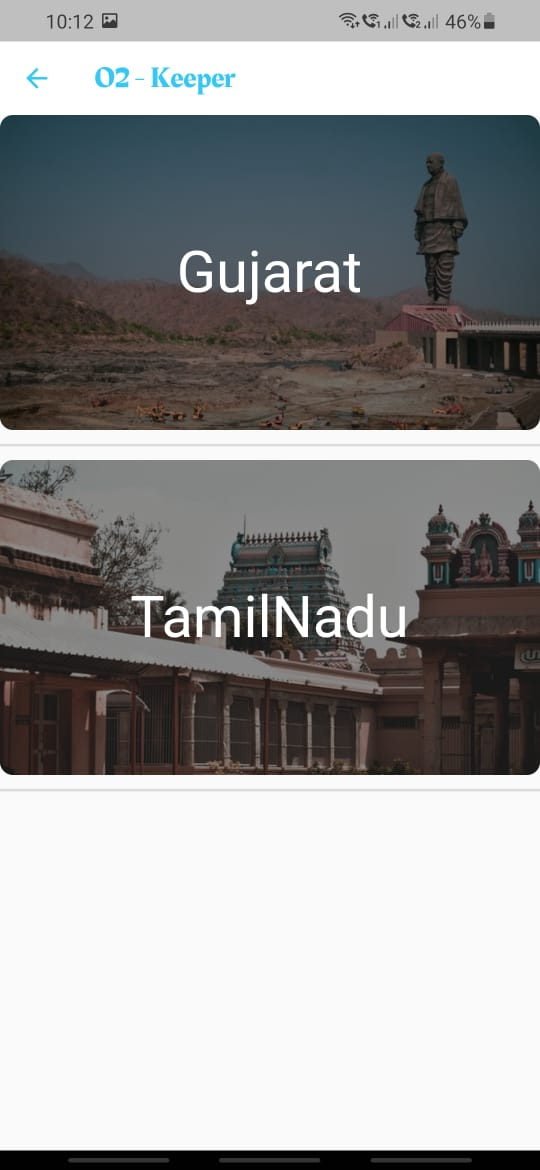 10:12
46%
O2 - Keeper
Gujarat
TamilNadu